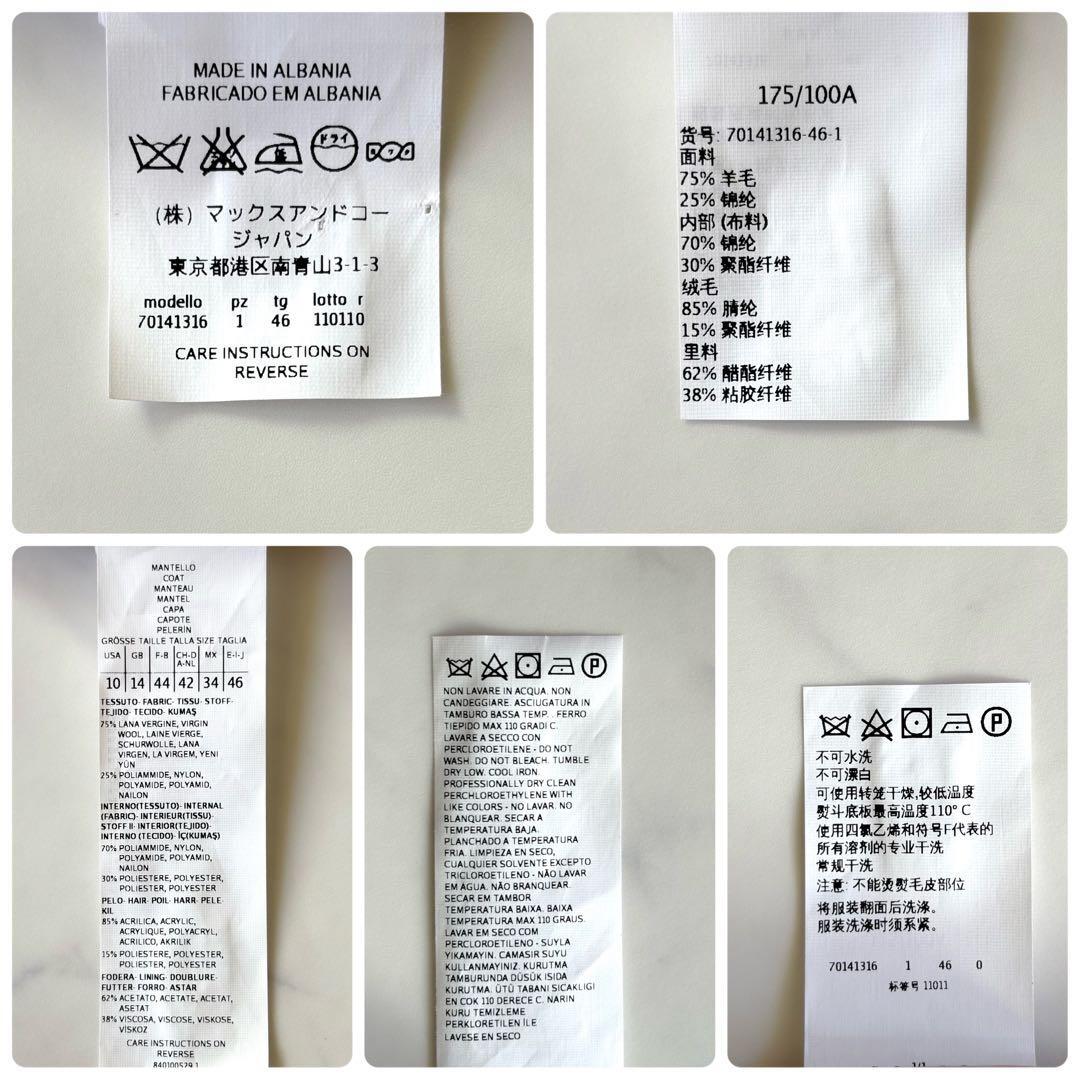 MADE IN ALBANIA
FABRICADO EM ALBANIA
ドライ
(株) マックスアンドコー
ジャパン
東京都港区南青山3-1-3
modello pz tg lotto r
70141316 1 46 110110
CARE INSTRUCTIONS ON
REVERSE
175/100A
货号: 70141316-46-1
面料
75% 羊毛
25% 锦纶
内部 (布料)
70% 锦纶
30% 聚酯纤维
绒毛
85% 腈纶
15% 聚酯纤维
里料
62% 醋酯纤维
38% 粘胶纤维
MANTELLO
COAT
MANTEAU
MANTEL
CAPA
CAPOTE
PELERİN
GRÖSSE TAILLE TALLA SIZE TAGLIA
USA GB F-B CH-D MX E-I-J
A-NL
10 14 44 42 34 46
TESSUTO- FABRIC- TISSU- STOFF-
TEJIDO- TECIDO- KUMAŞ
75% LANA VERGINE, VIRGIN
WOOL, LAINE VIERGE,
SCHURWOLLE, LANA
VIRGEN, LA VIRGEM, YENI
YÜN
25% POLIAMMIDE, NYLON,
POLYAMIDE, POLYAMID,
NAILON
INTERNO(TESSUTO)- INTERNAL
(FABRIC)- INTERIEUR(TISSU)-
STOFF II- INTERIOR(TEJIDO)-
INTERNO (TECIDO)- İÇ(KUMAŞ)
70% POLIAMMIDE, NYLON,
POLYAMIDE, POLYAMID,
NAILON
30% POLIESTERE, POLYESTER,
POLIESTER, POLYESTER
PELO- HAIR- POIL- HARR- PELE-
KIL
85% ACRILICA, ACRYLIC,
ACRYLIQUE, POLYACRYL,
ACRILICO, AKRILIK
15% POLIESTERE, POLYESTER,
POLIESTER, POLYESTER
FODERA- LINING- DOUBLURE-
FUTTER- FORRO- ASTAR
62% ACETATO, ACETATE, ACETAT,
ASETAT
38% VISCOSA, VISCOSE, VISKOSE,
VİSKOZ
CARE INSTRUCTIONS ON
REVERSE
840100529 1
P
NON LAVARE IN ACQUA. NON
CANDEGGIARE. ASCIUGATURA IN
TAMBURO BASSA TEMP. . FERRO
TIEPIDO MAX 110 GRADI C.
LAVARE A SECCO CON
PERCLOROETILENE - DO NOT
WASH. DO NOT BLEACH. TUMBLE
DRY LOW. COOL IRON.
PROFESSIONALLY DRY CLEAN
PERCHLOROETHYLENE WITH
LIKE COLORS - NO LAVAR. NO
BLANQUEAR. SECAR A
TEMPERATURA BAJA.
PLANCHADO A TEMPERATURA
FRIA. LIMPIEZA EN SECO,
CUALQUIER SOLVENTE EXCEPTO
TRICLOROETILENO - NÃO LAVAR
EM ÁGUA. NÃO BRANQUEAR.
SECAR EM TAMBOR
TEMPERATURA BAIXA. BAIXA
TEMPERATURA MAX 110 GRAUS.
LAVAR EM SECO COM
PERCLOROETILENO - SUYLA
YIKAMAYIN. CAMASIR SUYU
KULLANMAYINIZ. KURUTMA
TAMBURUNDA DÜSÜK ISIDA
KURUTMA. ÜTÜ TABANI SICAKLIGI
EN COK 110 DERECE C. NARIN
KURU TEMIZLEME
PERKLORETILEN İLE
LAVESE EN SECO
P
不可水洗
不可漂白
可使用转笼干燥,较低温度
熨斗底板最高温度110° C
使用四氯乙烯和符号F代表的
所有溶剂的专业干洗
常规干洗
注意: 不能烫熨毛皮部位
将服装翻面后洗涤。
服装洗涤时须系紧。
70141316 1 46 0
标签号 11011
1/1